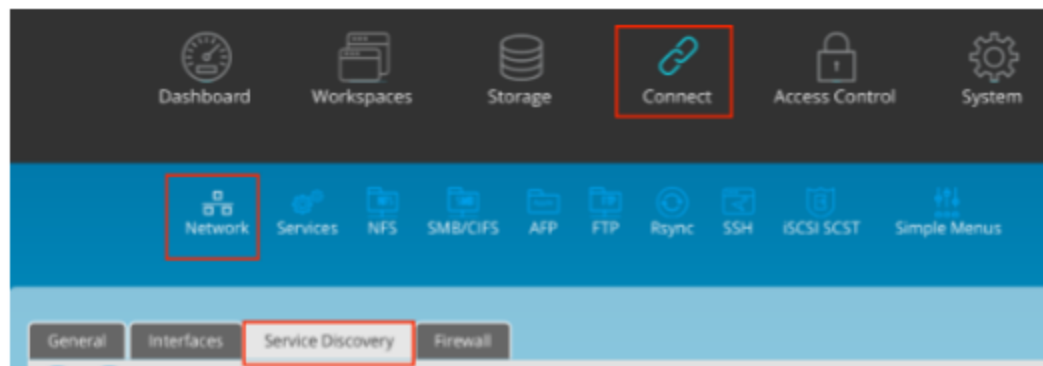 Dashboard Workspaces Storage Connect Access Control System
Network Services NFS SMB/CIFS AFP FTP Rsync SSH iSCSI SCST Simple Menus
General Interfaces Service Discovery Firewall